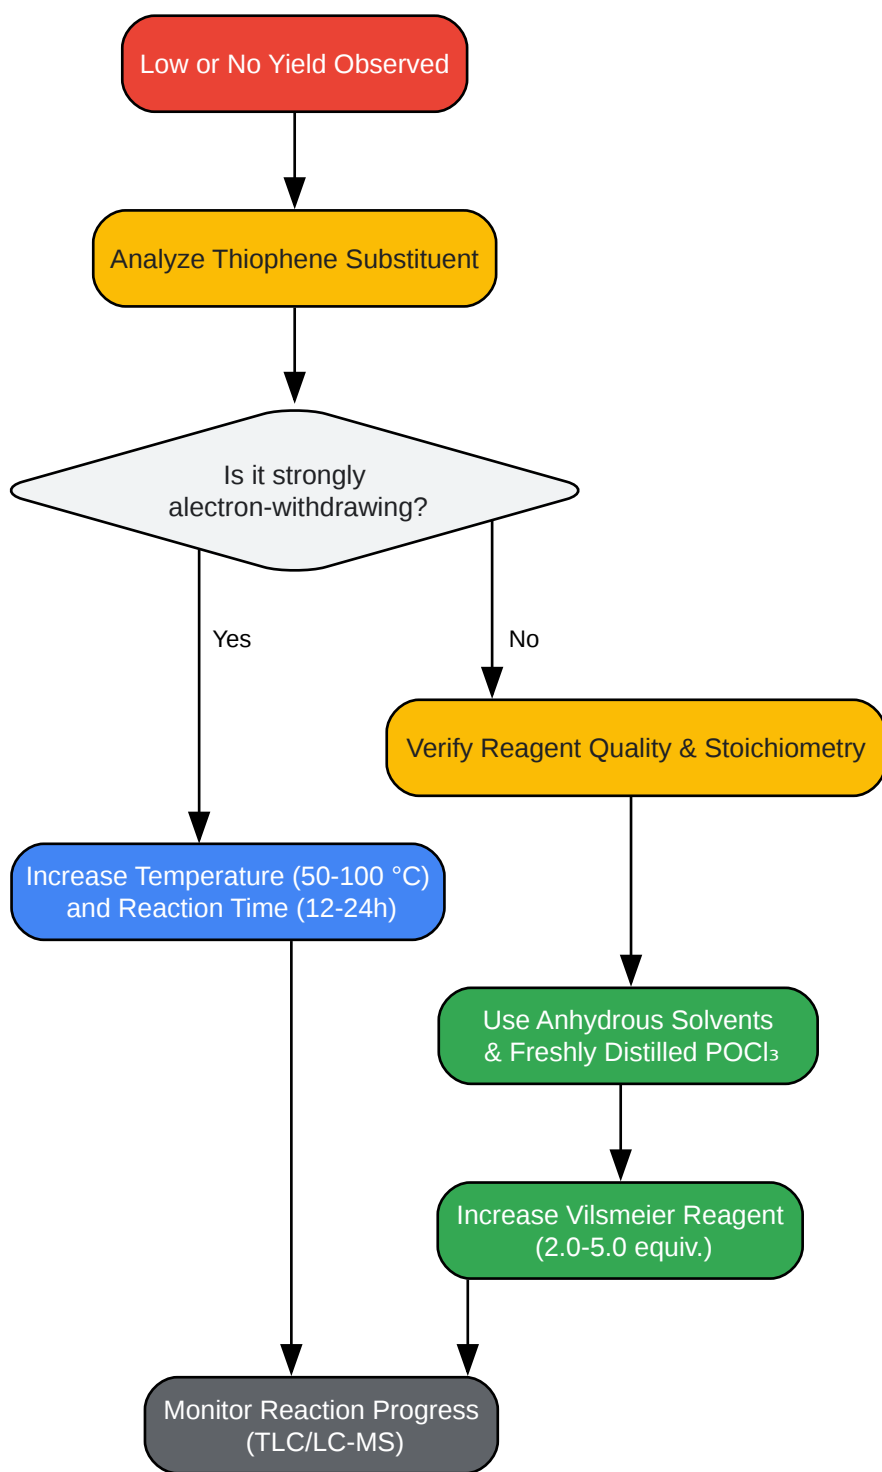 Low or No Yield Observed
Analyze Thiophene Substituent
Is it strongly
alectron-withdrawing?
Yes
No
Verify Reagent Quality & Stoichiometry
Increase Temperature (50-100 °C)
and Reaction Time (12-24h)
Use Anhydrous Solvents
& Freshly Distilled POCl₃
Increase Vilsmeier Reagent
(2.0-5.0 equiv.)
Monitor Reaction Progress
(TLC/LC-MS)